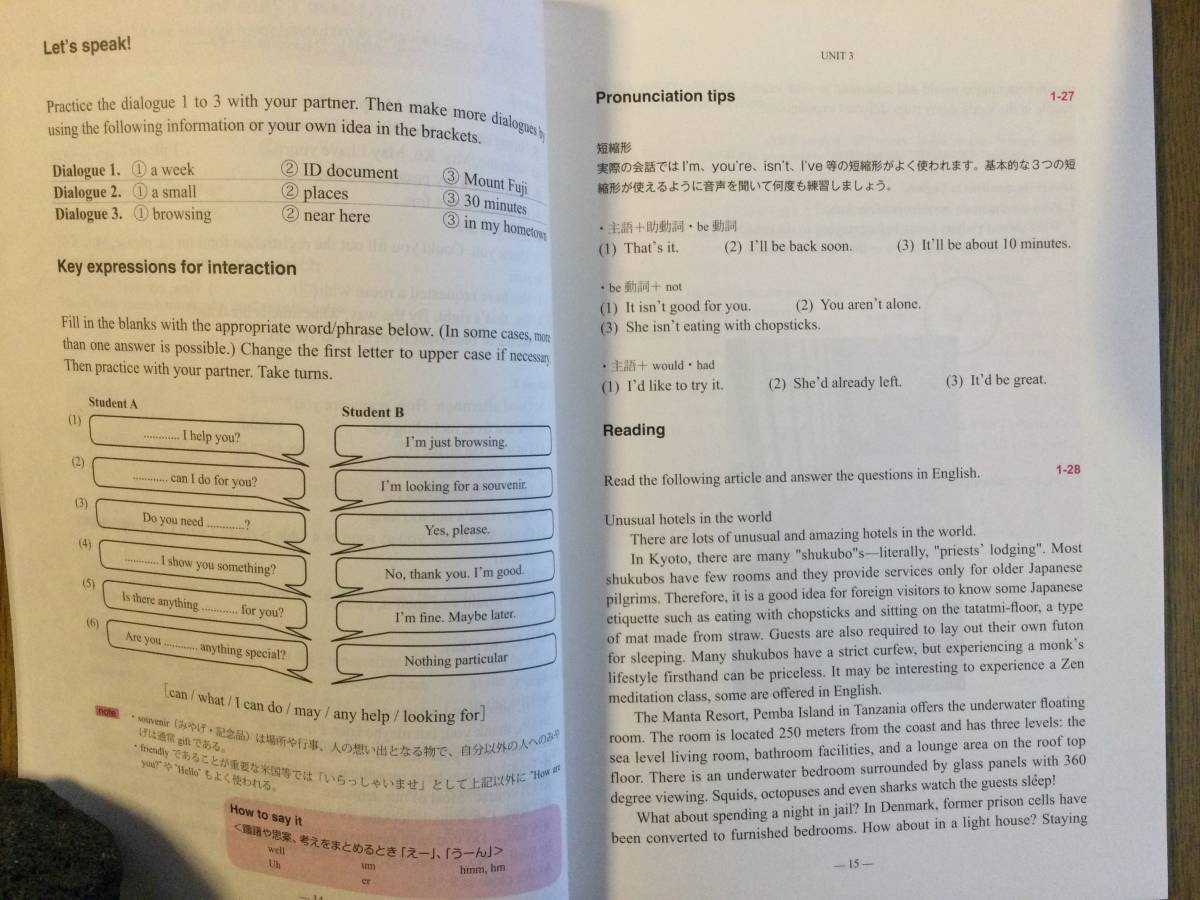 Let's speak!
Practice the dialogue 1 to 3 with your partner. Then make more dialogues by
using the following information or your own idea in the brackets.
Dialogue 1. ① a week ② ID document ③ Mount Fuji
Dialogue 2. ① a small ② places ③ 30 minutes
Dialogue 3. ① browsing ② near here ③ in my hometown
Key expressions for interaction
Fill in the blanks with the appropriate word/phrase below. (In some cases, more
than one answer is possible.) Change the first letter to upper case if necessary.
Then practice with your partner. Take turns.
Student A
Student B
(1) ............ I help you?
I'm just browsing.
(2) ............ can I do for you?
I'm looking for a souvenir.
(3) Do you need ............?
Yes, please.
(4) ............ I show you something?
No, thank you. I'm good.
(5) Is there anything ............ for you?
I'm fine. Maybe later.
(6) Are you ............ anything special?
Nothing particular
[can / what / I can do / may / any help / looking for]
note
・souvenir（みやげ・記念品）は場所や行事、人の想い出となる物で、自分以外の人へのみや
げは通常 gift である。
・friendly であることが重要な米国等では「いらっしゃいませ」として上記以外に "How are
you?" や "Hello" もよく使われる。
How to say it
＜躊躇や思案、考えをまとめるとき「えー」、「うーん」＞
well um hmm, hm
Uh er
— 14
UNIT 3
Pronunciation tips 1-27
短縮形
実際の会話では I'm、you're、isn't、I've 等の短縮形がよく使われます。基本的な３つの短
縮形が使えるように音声を聞いて何度も練習しましょう。
・主語＋助動詞・be 動詞
(1) That's it. (2) I'll be back soon. (3) It'll be about 10 minutes.
・be 動詞＋ not
(1) It isn't good for you. (2) You aren't alone.
(3) She isn't eating with chopsticks.
・主語＋ would・had
(1) I'd like to try it. (2) She'd already left. (3) It'd be great.
Reading
Read the following article and answer the questions in English. 1-28
Unusual hotels in the world
There are lots of unusual and amazing hotels in the world.
In Kyoto, there are many "shukubo"s—literally, "priests' lodging". Most
shukubos have few rooms and they provide services only for older Japanese
pilgrims. Therefore, it is a good idea for foreign visitors to know some Japanese
etiquette such as eating with chopsticks and sitting on the tatatmi-floor, a type
of mat made from straw. Guests are also required to lay out their own futon
for sleeping. Many shukubos have a strict curfew, but experiencing a monk's
lifestyle firsthand can be priceless. It may be interesting to experience a Zen
meditation class, some are offered in English.
The Manta Resort, Pemba Island in Tanzania offers the underwater floating
room. The room is located 250 meters from the coast and has three levels: the
sea level living room, bathroom facilities, and a lounge area on the roof top
floor. There is an underwater bedroom surrounded by glass panels with 360
degree viewing. Squids, octopuses and even sharks watch the guests sleep!
What about spending a night in jail? In Denmark, former prison cells have
been converted to furnished bedrooms. How about in a light house? Staying
— 15 —